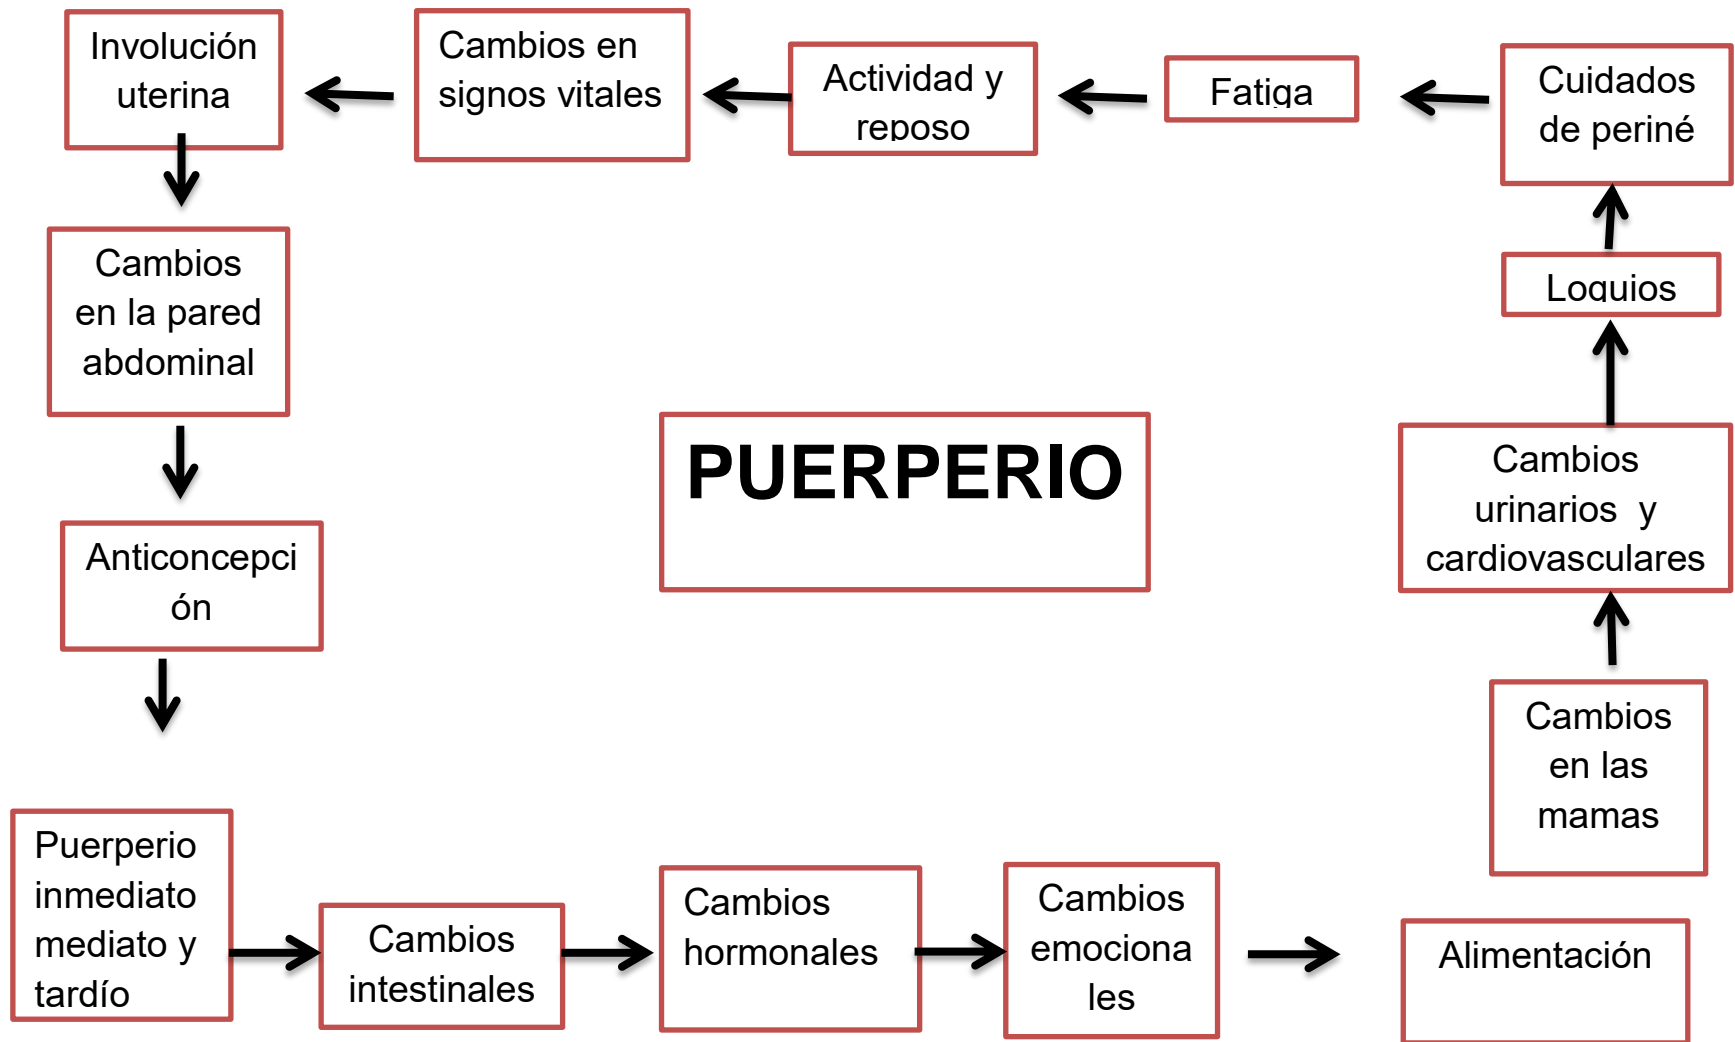 Involución
uterina
Cambios en
signos vitales
Actividad y
reposo
Fatiga
Cuidados
de periné
Cambios
en la pared
abdominal
Loquios
PUERPERIO
Cambios
urinarios y
cardiovasculares
Anticoncepci
ón
Cambios
en las
mamas
Puerperio
inmediato
mediato y
tardío
Cambios
intestinales
Cambios
hormonales
Cambios
emociona
les
Alimentación